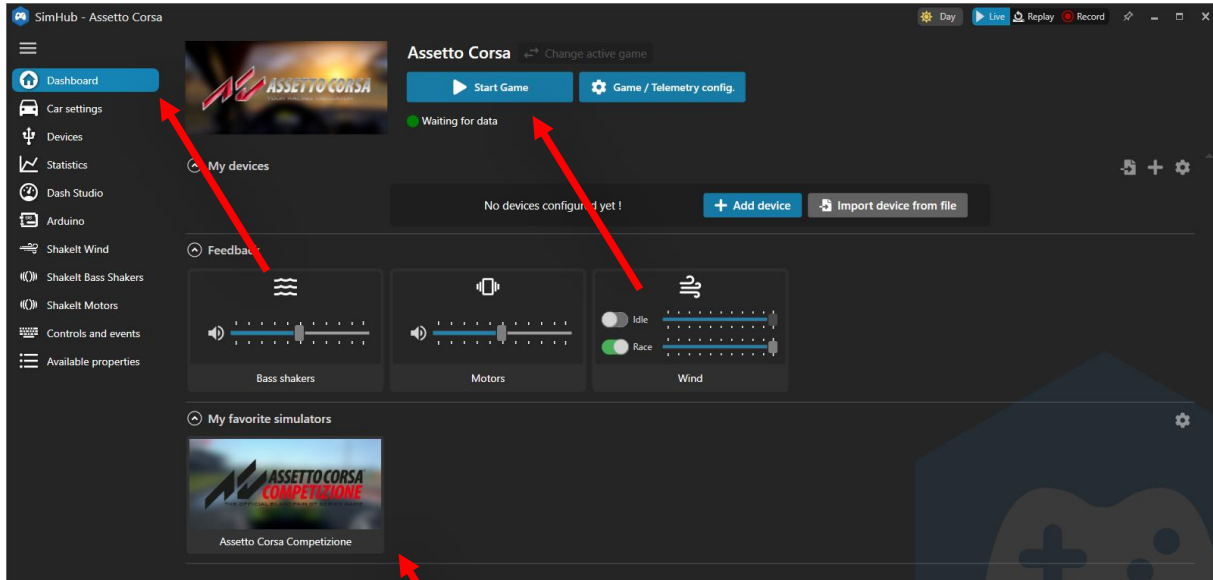 SimHub - Assetto Corsa
Day
Live
Replay
Record
Dashboard
Car settings
Devices
Statistics
Dash Studio
Arduino
ShakeIt Wind
ShakeIt Bass Shakers
ShakeIt Motors
Controls and events
Available properties
ASSETTO CORSA
Assetto Corsa
Change active game
Start Game
Game / Telemetry config.
Waiting for data
My devices
No devices configured yet !
Add device
Import device from file
Feedback
Idle
Race
Bass shakers
Motors
Wind
My favorite simulators
ASSETTO CORSA
COMPETIZIONE
Assetto Corsa Competizione